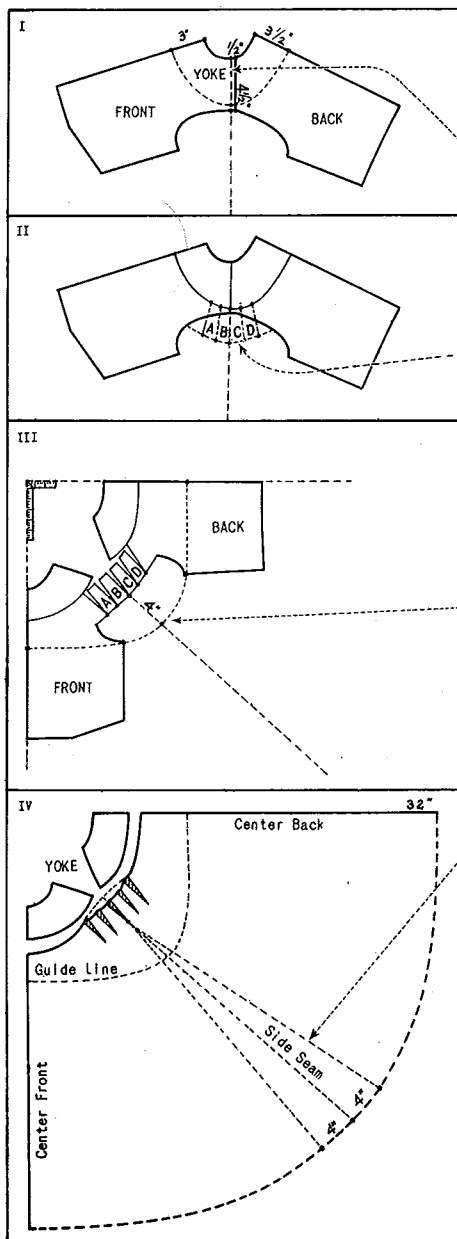 I
3"
1/2"
3 1/2"
YOKE
4 1/2"
FRONT
BACK
II
A B C D
III
BACK
A B C D
4"
FRONT
IV
32"
Center Back
YOKE
Guide Line
Side Seam
Center Front
4"
4"